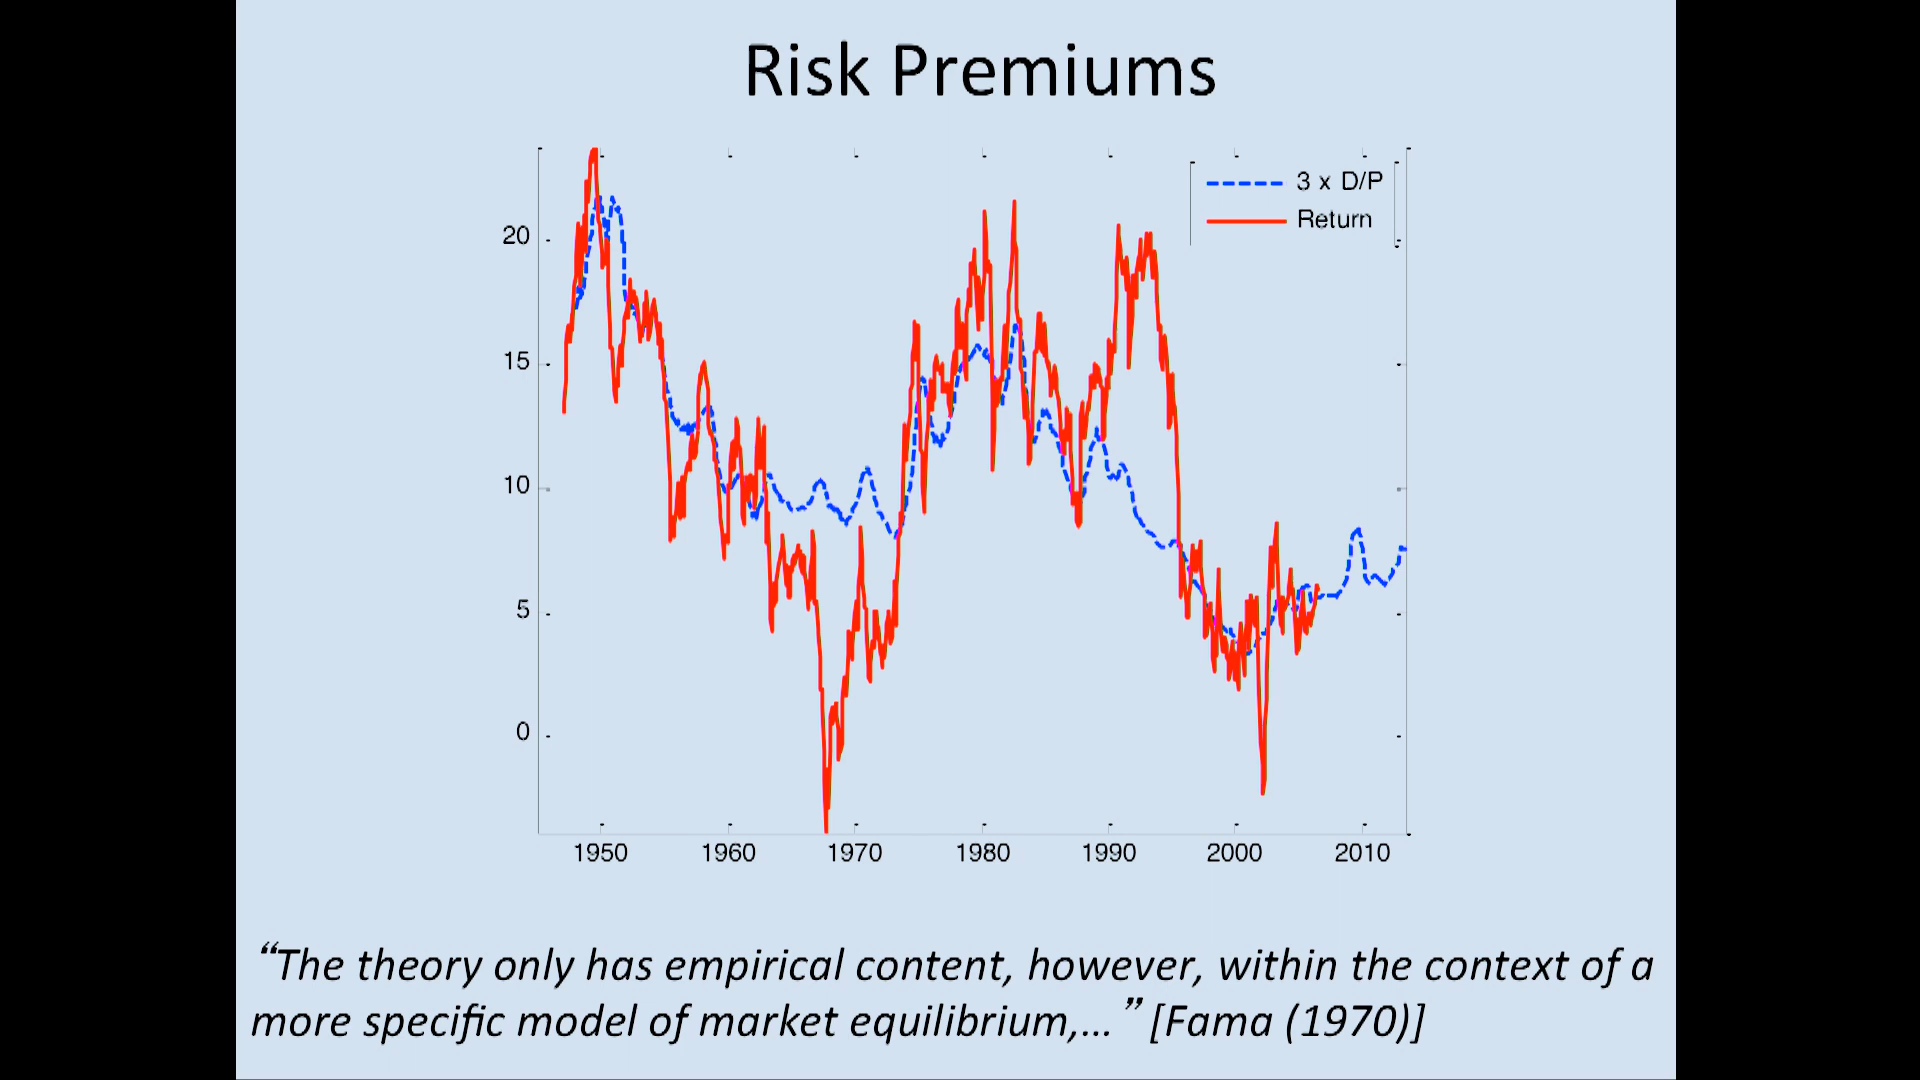 Risk Premiums
3 x D/P
Return
20
15
10
5
0
1950 1960 1970 1980 1990 2000 2010
“The theory only has empirical content, however, within the context of a
more specific model of market equilibrium,...” [Fama (1970)]